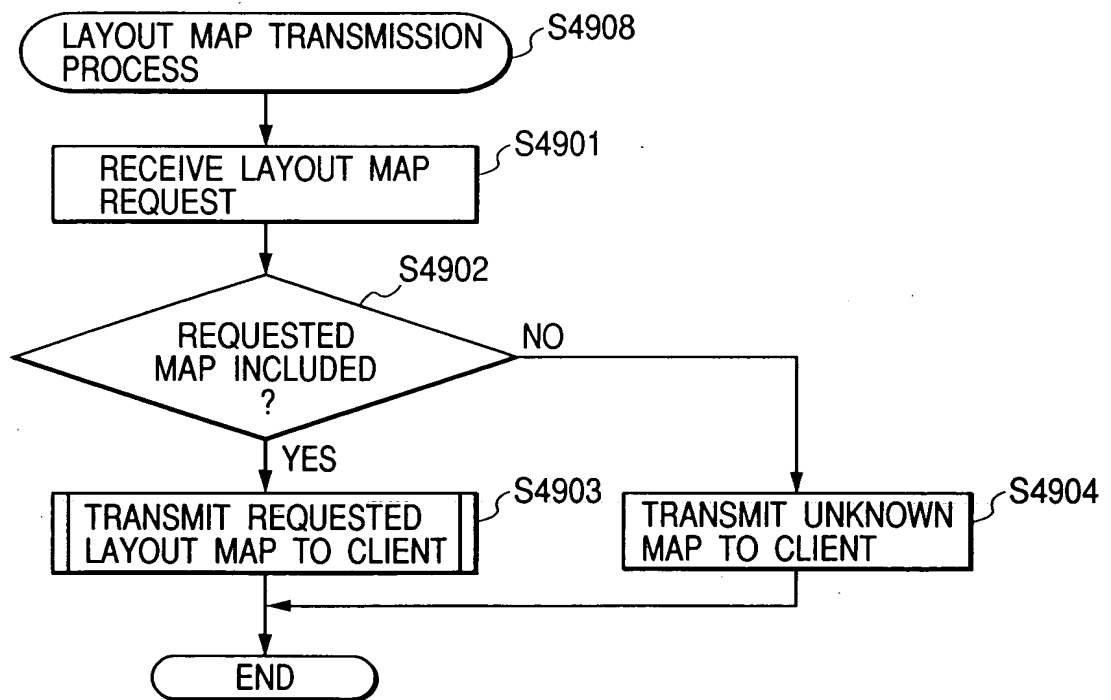 LAYOUT MAP TRANSMISSION
PROCESS
S4908
RECEIVE LAYOUT MAP
REQUEST
S4901
REQUESTED
MAP INCLUDED
?
S4902
NO
YES
TRANSMIT REQUESTED
LAYOUT MAP TO CLIENT
S4903
TRANSMIT UNKNOWN
MAP TO CLIENT
S4904
END